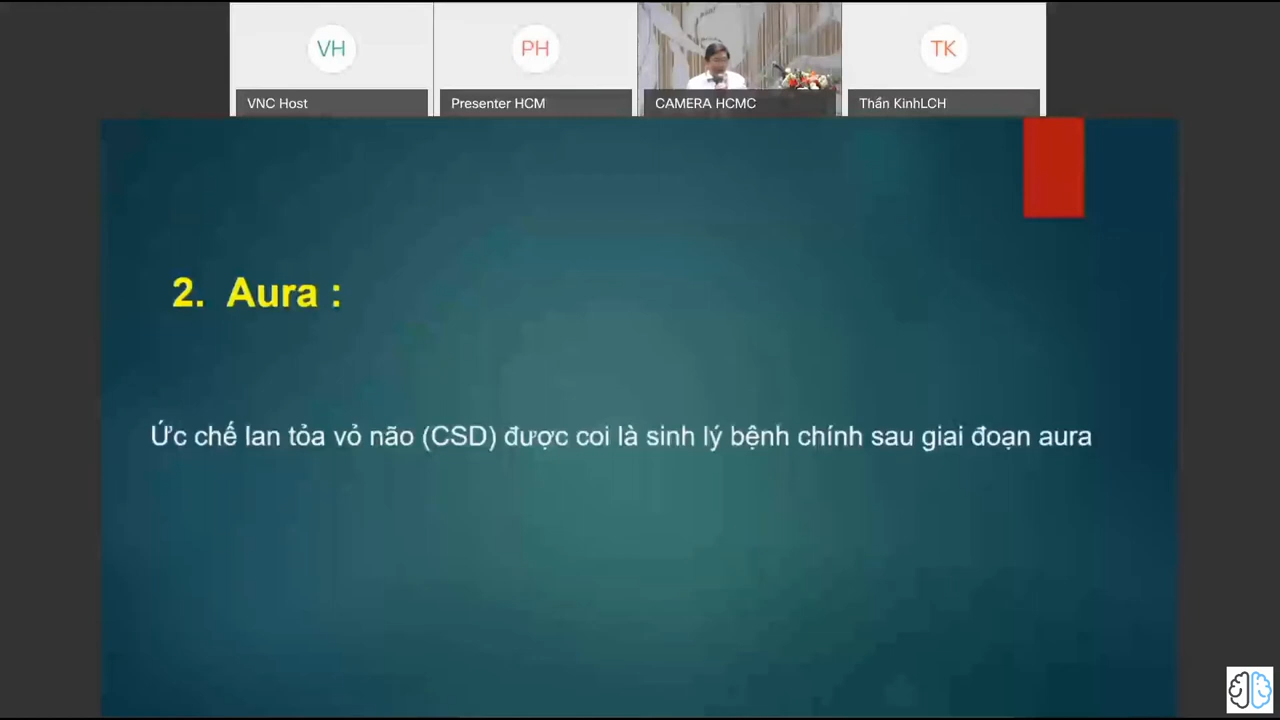 VH
PH
TK
VNC Host
Presenter HCM
CAMERA HCMC
Thần KinhLCH
2. Aura :
Ức chế lan tỏa vỏ não (CSD) được coi là sinh lý bệnh chính sau giai đoạn aura